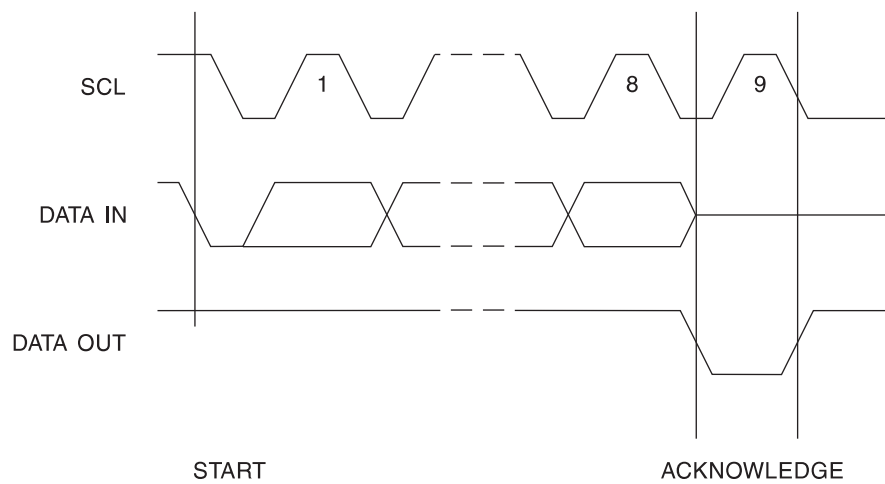 SCL
1
8
9
DATA IN
DATA OUT
START
ACKNOWLEDGE